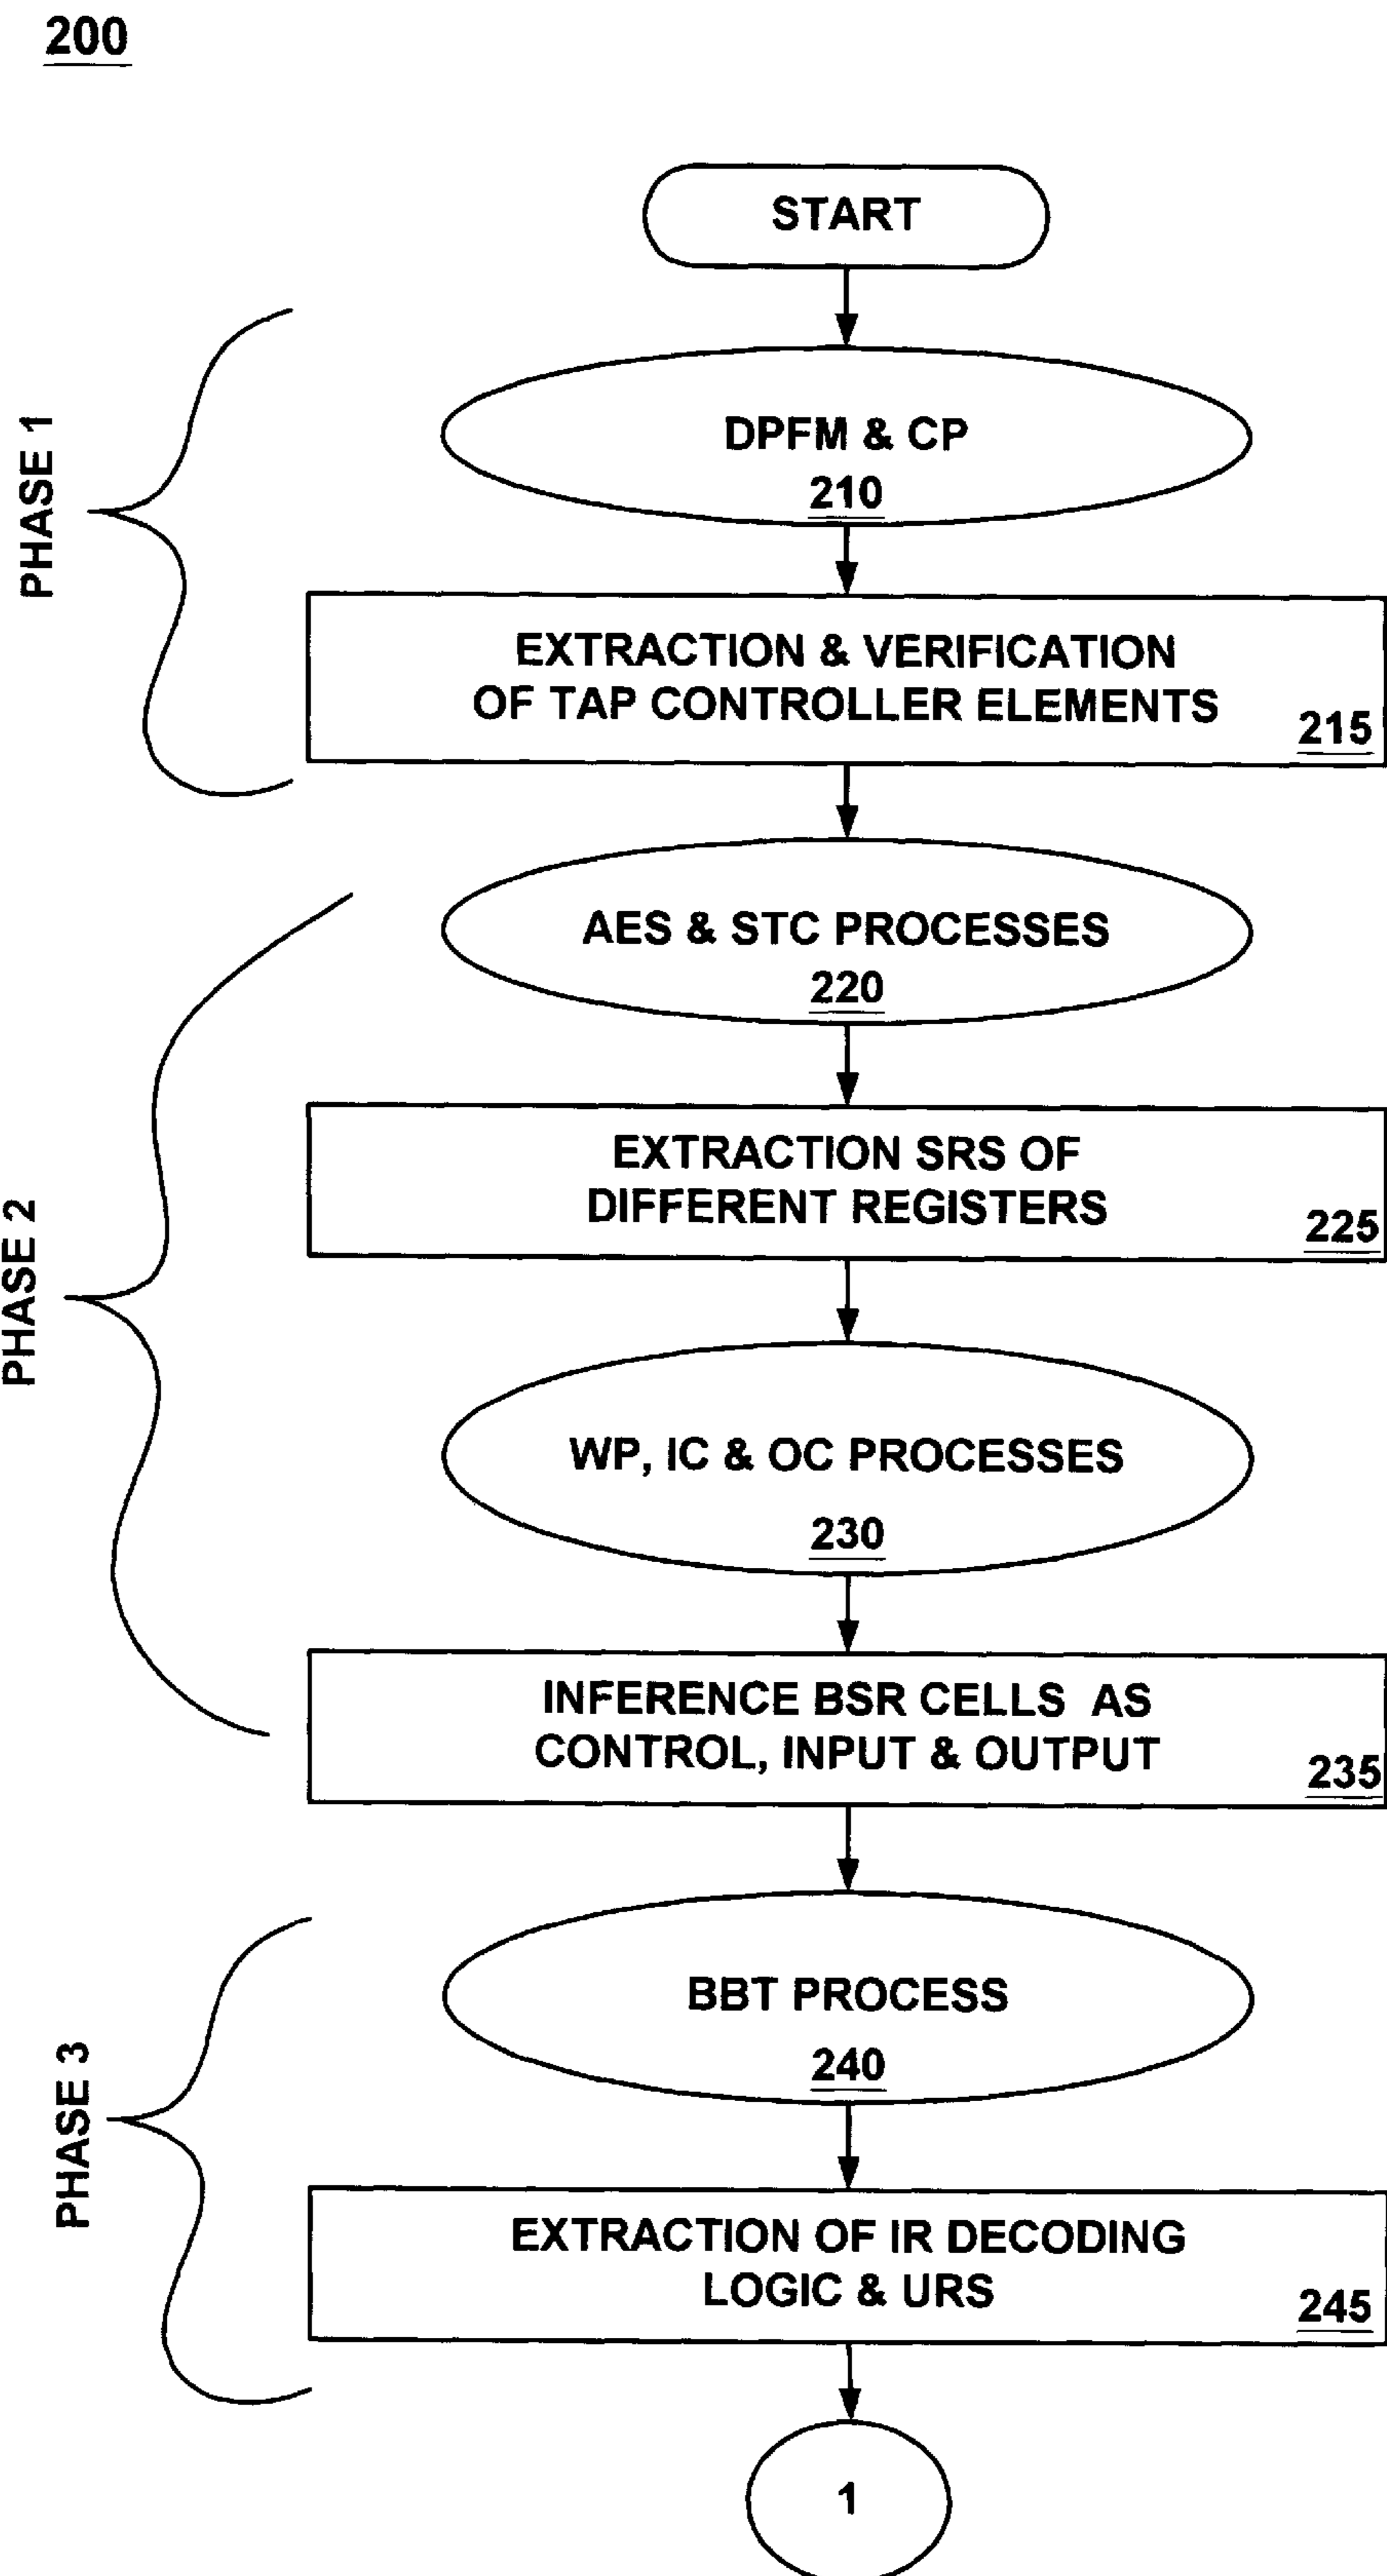 200
START
PHASE 1
DPFM & CP
210
EXTRACTION & VERIFICATION
OF TAP CONTROLLER ELEMENTS
215
PHASE 2
AES & STC PROCESSES
220
EXTRACTION SRS OF
DIFFERENT REGISTERS
225
WP, IC & OC PROCESSES
230
INFERENCE BSR CELLS AS
CONTROL, INPUT & OUTPUT
235
PHASE 3
BBT PROCESS
240
EXTRACTION OF IR DECODING
LOGIC & URS
245
1